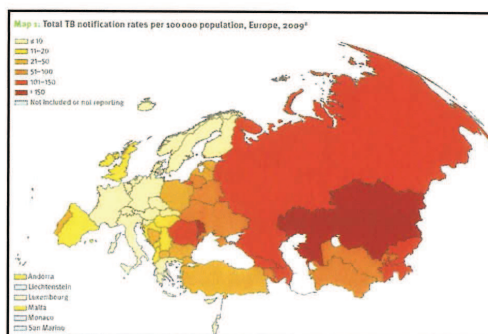 Map 1: Total TB notification rates per 100 000 population, Europe, 2009ª
≤ 10
11–20
21–50
51–100
101–150
> 150
Not included or not reporting
Andorra
Liechtenstein
Luxembourg
Malta
Monaco
San Marino